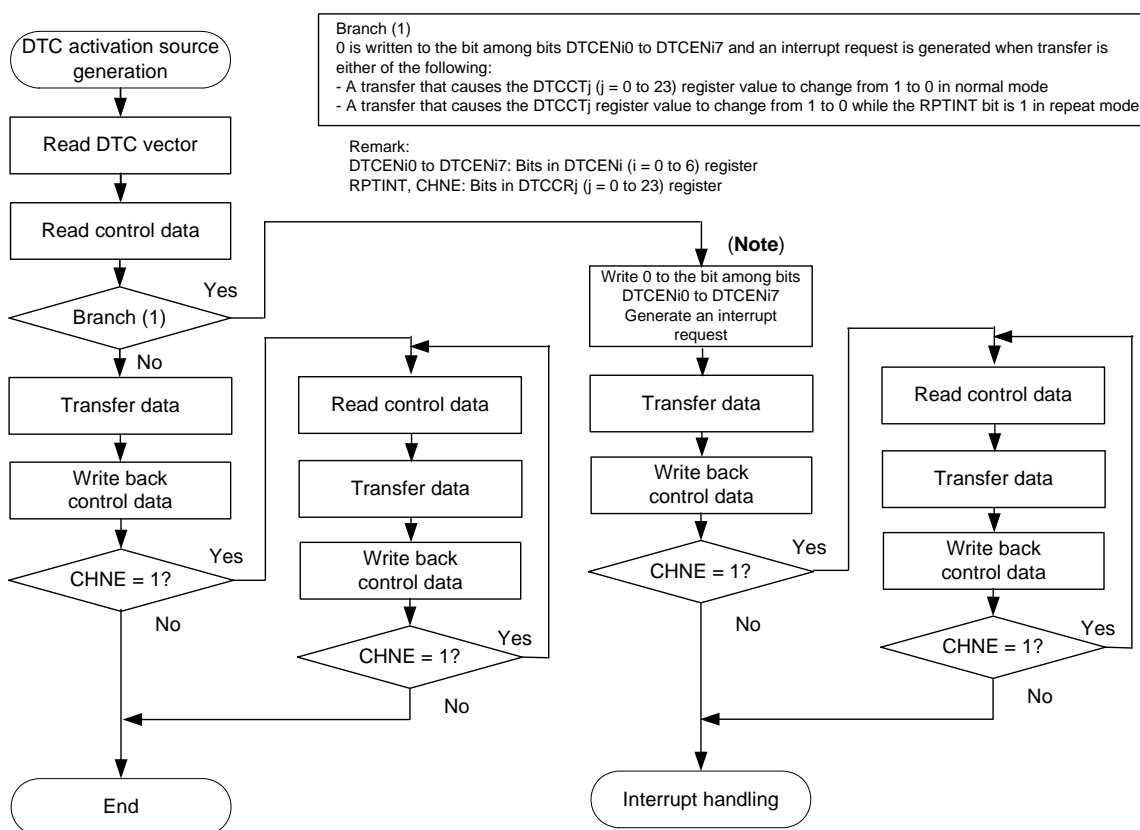 DTC activation source
generation
Branch (1)
0 is written to the bit among bits DTCENi0 to DTCENi7 and an interrupt request is generated when transfer is
either of the following:
- A transfer that causes the DTCCTj (j = 0 to 23) register value to change from 1 to 0 in normal mode
- A transfer that causes the DTCCTj register value to change from 1 to 0 while the RPTINT bit is 1 in repeat mode
Remark:
DTCENi0 to DTCENi7: Bits in DTCENi (i = 0 to 6) register
RPTINT, CHNE: Bits in DTCCRj (j = 0 to 23) register
Read DTC vector
Read control data
Branch (1)
Yes
No
Transfer data
Write back
control data
CHNE = 1?
Yes
No
Read control data
Transfer data
Write back
control data
CHNE = 1?
Yes
No
End
(Note)
Write 0 to the bit among bits
DTCENi0 to DTCENi7
Generate an interrupt
request
Transfer data
Write back
control data
CHNE = 1?
Yes
No
Read control data
Transfer data
Write back
control data
CHNE = 1?
Yes
No
Interrupt handling